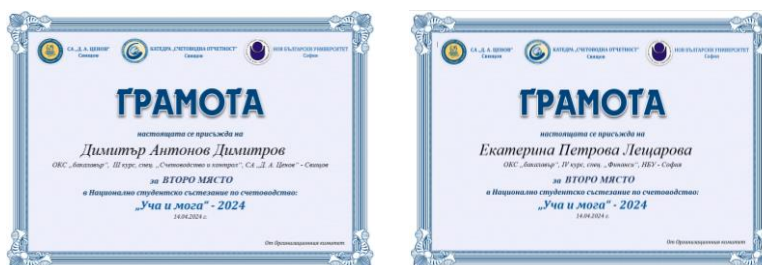 СА „Д. А. ЦЕНОВ“
Свищов
КАТЕДРА „СЧЕТОВОДНА ОТЧЕТНОСТ“
Свищов
НОВ БЪЛГАРСКИ УНИВЕРСИТЕТ
София
ГРАМОТА
настоящата се присъжда на
Димитър Антонов Димитров
ОКС „бакалавър“, III курс, спец. „Счетоводство и контрол“, СА „Д. А. Ценов“ - Свищов
за ВТОРО МЯСТО
в Национално студентско състезание по счетоводство:
„Уча и мога“ - 2024
14.04.2024 г.
От Организационния комитет
СА „Д. А. ЦЕНОВ“
Свищов
КАТЕДРА „СЧЕТОВОДНА ОТЧЕТНОСТ“
Свищов
НОВ БЪЛГАРСКИ УНИВЕРСИТЕТ
София
ГРАМОТА
настоящата се присъжда на
Екатерина Петрова Лещарова
ОКС „бакалавър“, IV курс, спец. „Финанси“, НБУ - София
за ВТОРО МЯСТО
в Национално студентско състезание по счетоводство:
„Уча и мога“ - 2024
14.04.2024 г.
От Организационния комитет